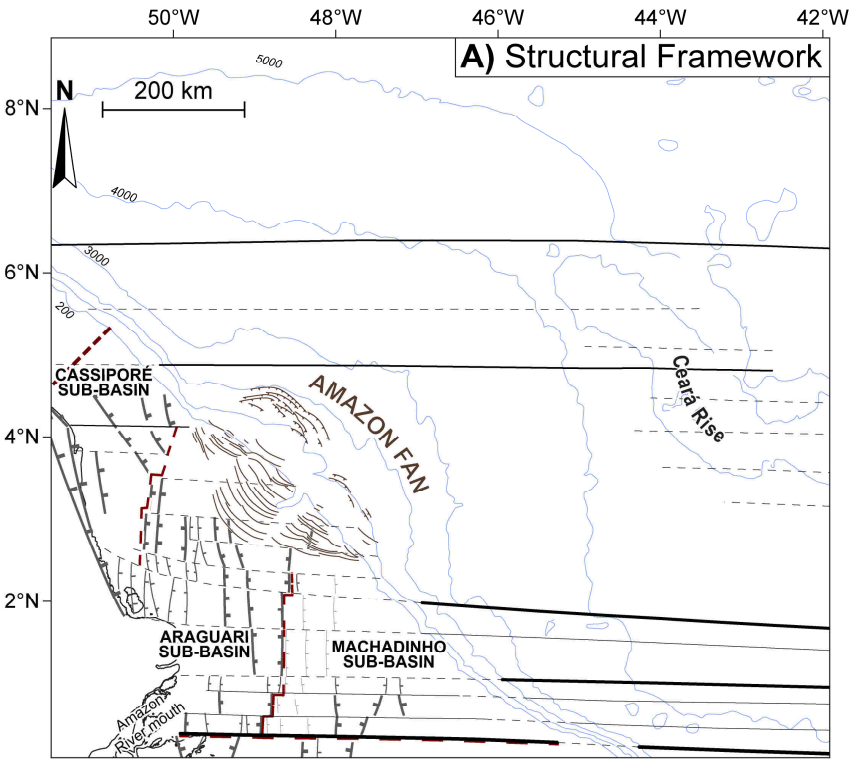 50°W 48°W 46°W 44°W 42°W
A) Structural Framework
5000
N
200 km
8°N
4000
3000
6°N
200
CASSIPORÉ
SUB-BASIN
AMAZON FAN
Ceará Rise
4°N
2°N
ARAGUARI
SUB-BASIN
MACHADINHO
SUB-BASIN
Amazon
River mouth